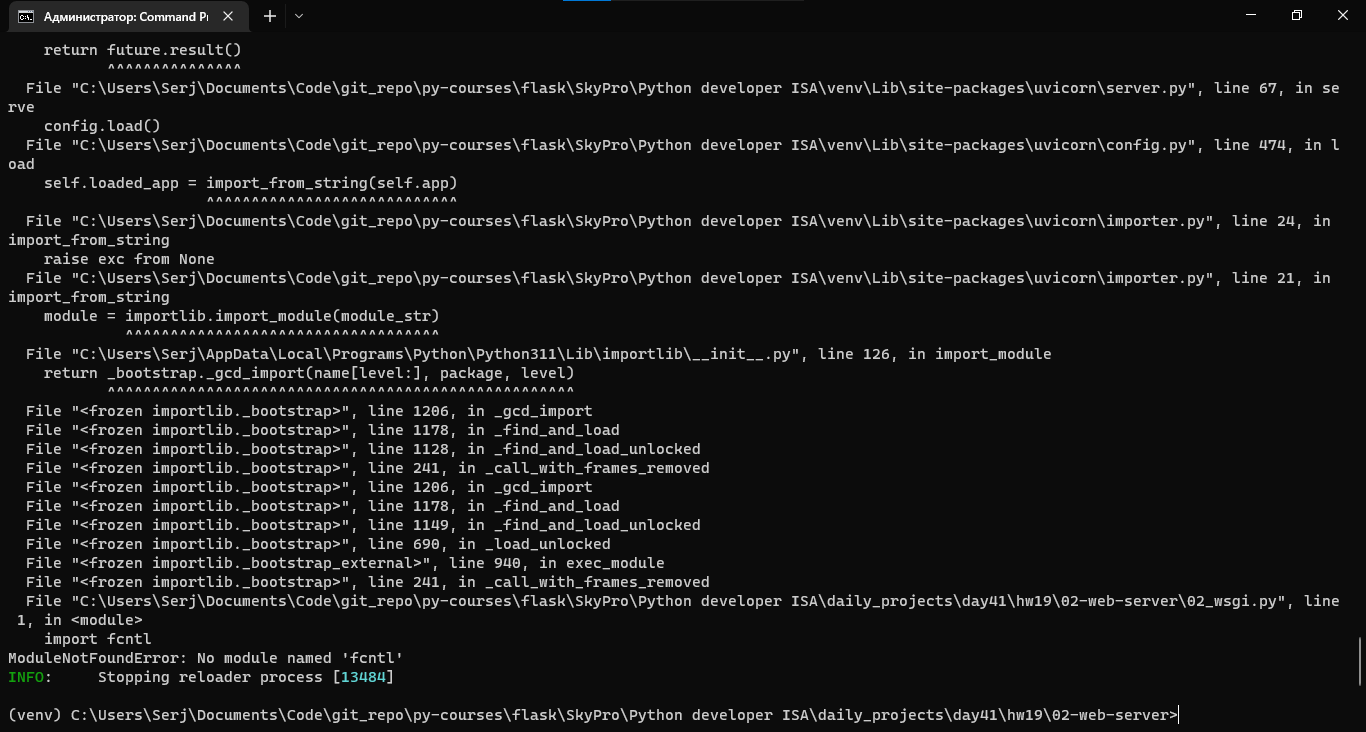 Администратор: Command Pr
return future.result()
^^^^^^^^^^^^^^^
File "C:\Users\Serj\Documents\Code\git_repo\py-courses\flask\SkyPro\Python developer ISA\venv\Lib\site-packages\uvicorn\server.py", line 67, in se
rve
config.load()
File "C:\Users\Serj\Documents\Code\git_repo\py-courses\flask\SkyPro\Python developer ISA\venv\Lib\site-packages\uvicorn\config.py", line 474, in l
oad
self.loaded_app = import_from_string(self.app)
^^^^^^^^^^^^^^^^^^^^^^^^^^^^
File "C:\Users\Serj\Documents\Code\git_repo\py-courses\flask\SkyPro\Python developer ISA\venv\Lib\site-packages\uvicorn\importer.py", line 24, in
import_from_string
raise exc from None
File "C:\Users\Serj\Documents\Code\git_repo\py-courses\flask\SkyPro\Python developer ISA\venv\Lib\site-packages\uvicorn\importer.py", line 21, in
import_from_string
module = importlib.import_module(module_str)
^^^^^^^^^^^^^^^^^^^^^^^^^^^^^^^^^^^
File "C:\Users\Serj\AppData\Local\Programs\Python\Python311\Lib\importlib\__init__.py", line 126, in import_module
return _bootstrap._gcd_import(name[level:], package, level)
^^^^^^^^^^^^^^^^^^^^^^^^^^^^^^^^^^^^^^^^^^^^^^^^^^^^
File "<frozen importlib._bootstrap>", line 1206, in _gcd_import
File "<frozen importlib._bootstrap>", line 1178, in _find_and_load
File "<frozen importlib._bootstrap>", line 1128, in _find_and_load_unlocked
File "<frozen importlib._bootstrap>", line 241, in _call_with_frames_removed
File "<frozen importlib._bootstrap>", line 1206, in _gcd_import
File "<frozen importlib._bootstrap>", line 1178, in _find_and_load
File "<frozen importlib._bootstrap>", line 1149, in _find_and_load_unlocked
File "<frozen importlib._bootstrap>", line 690, in _load_unlocked
File "<frozen importlib._bootstrap_external>", line 940, in exec_module
File "<frozen importlib._bootstrap>", line 241, in _call_with_frames_removed
File "C:\Users\Serj\Documents\Code\git_repo\py-courses\flask\SkyPro\Python developer ISA\daily_projects\day41\hw19\02-web-server\02_wsgi.py", line
1, in <module>
import fcntl
ModuleNotFoundError: No module named 'fcntl'
INFO: Stopping reloader process [13484]
(venv) C:\Users\Serj\Documents\Code\git_repo\py-courses\flask\SkyPro\Python developer ISA\daily_projects\day41\hw19\02-web-server>